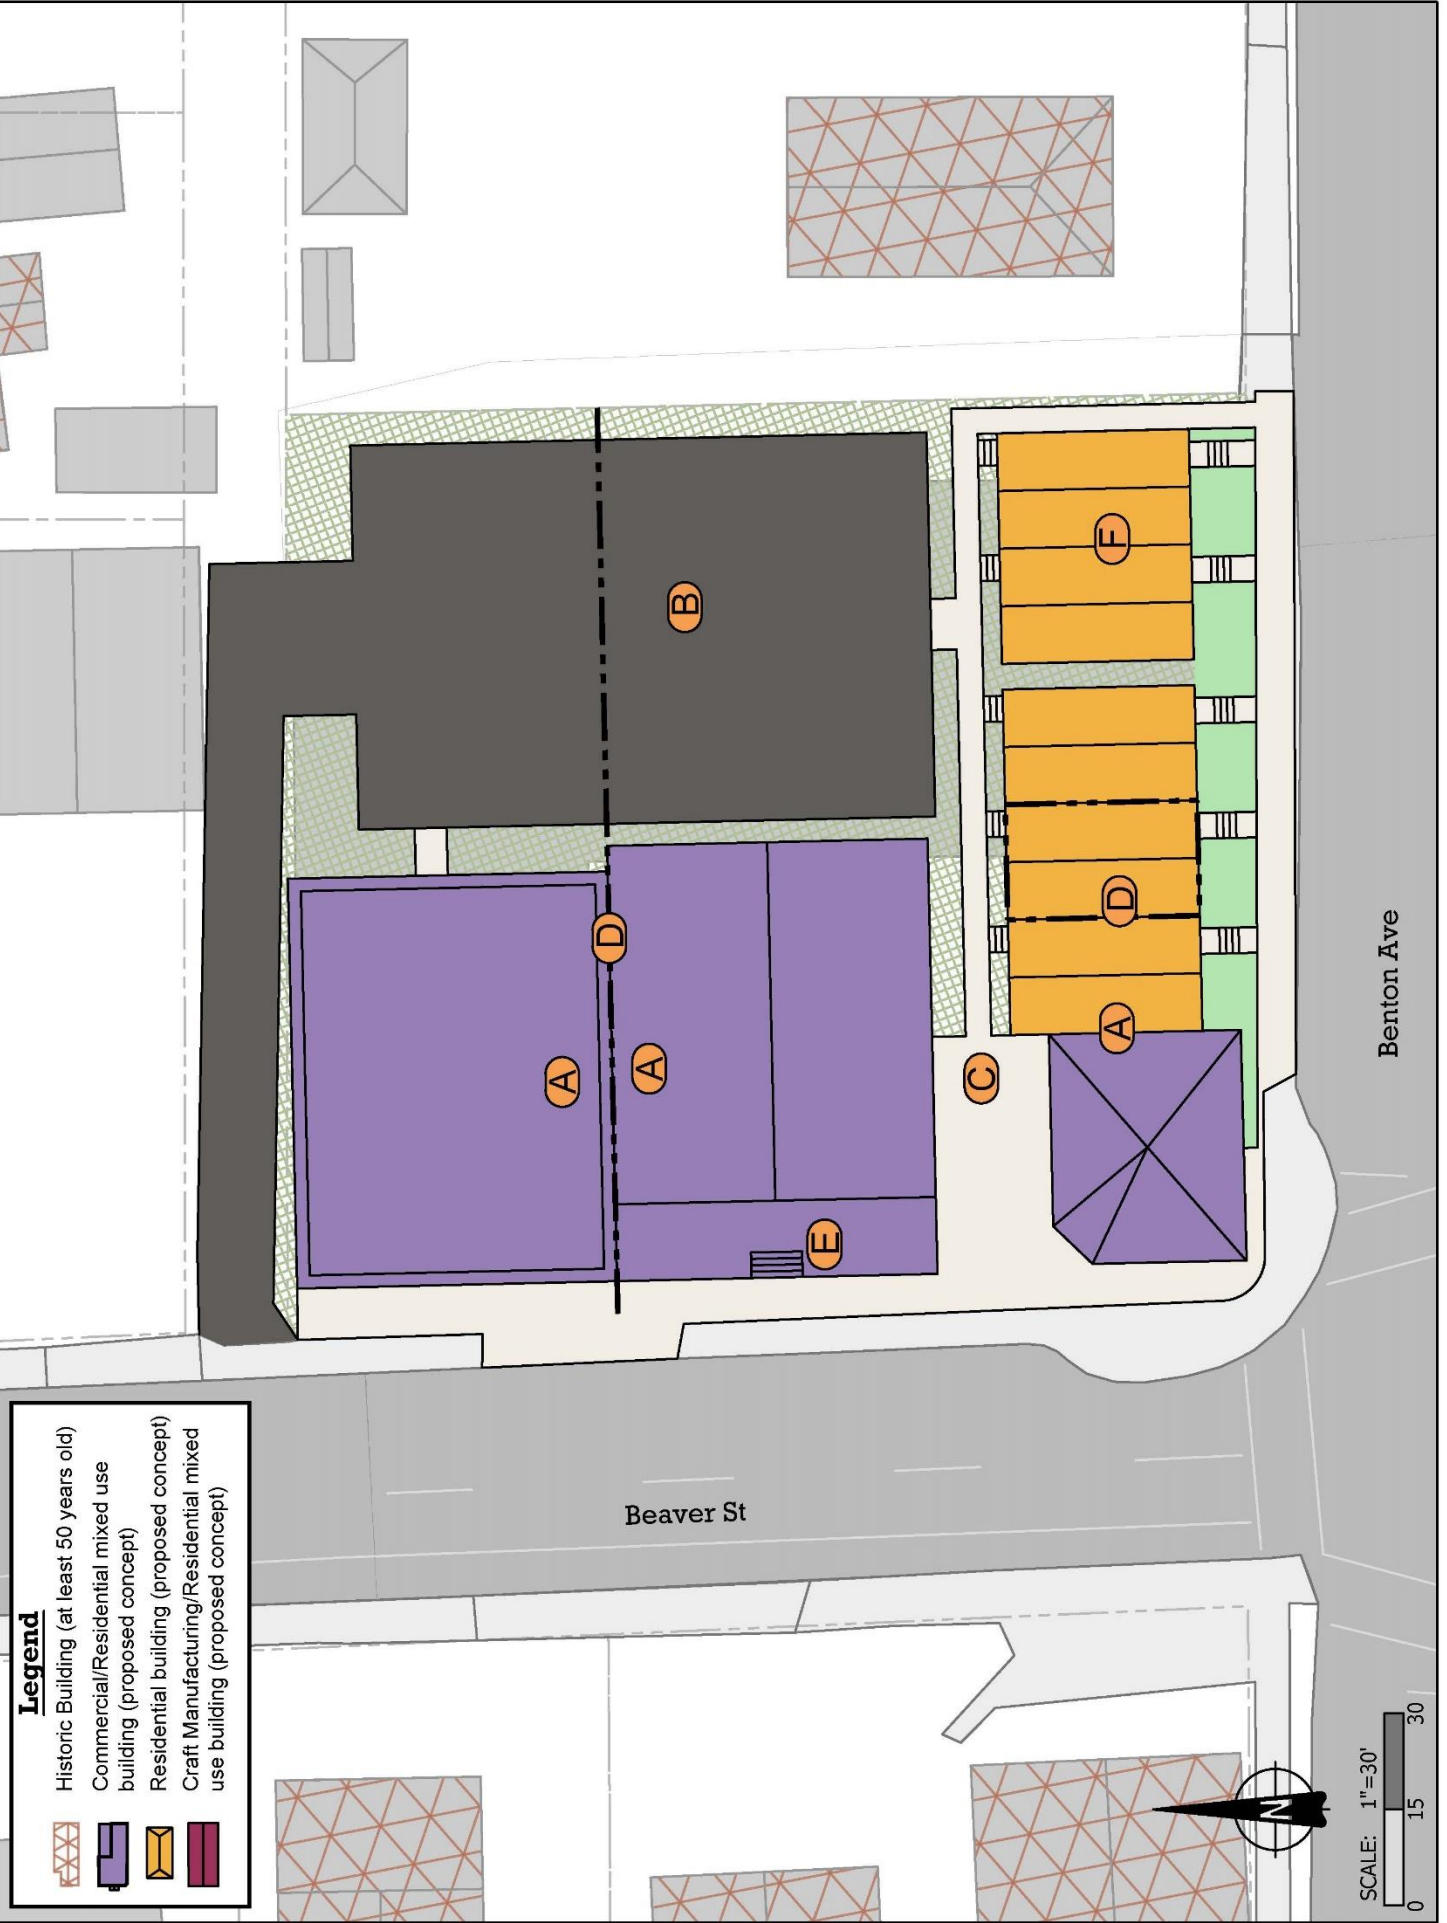 Legend
Historic Building (at least 50 years old)
Commercial/Residential mixed use
building (proposed concept)
Residential building (proposed concept)
Craft Manufacturing/Residential mixed
use building (proposed concept)
Beaver St
A
D
A
B
E
C
A
D
F
Benton Ave
N
SCALE: 1"=30'
0 15 30